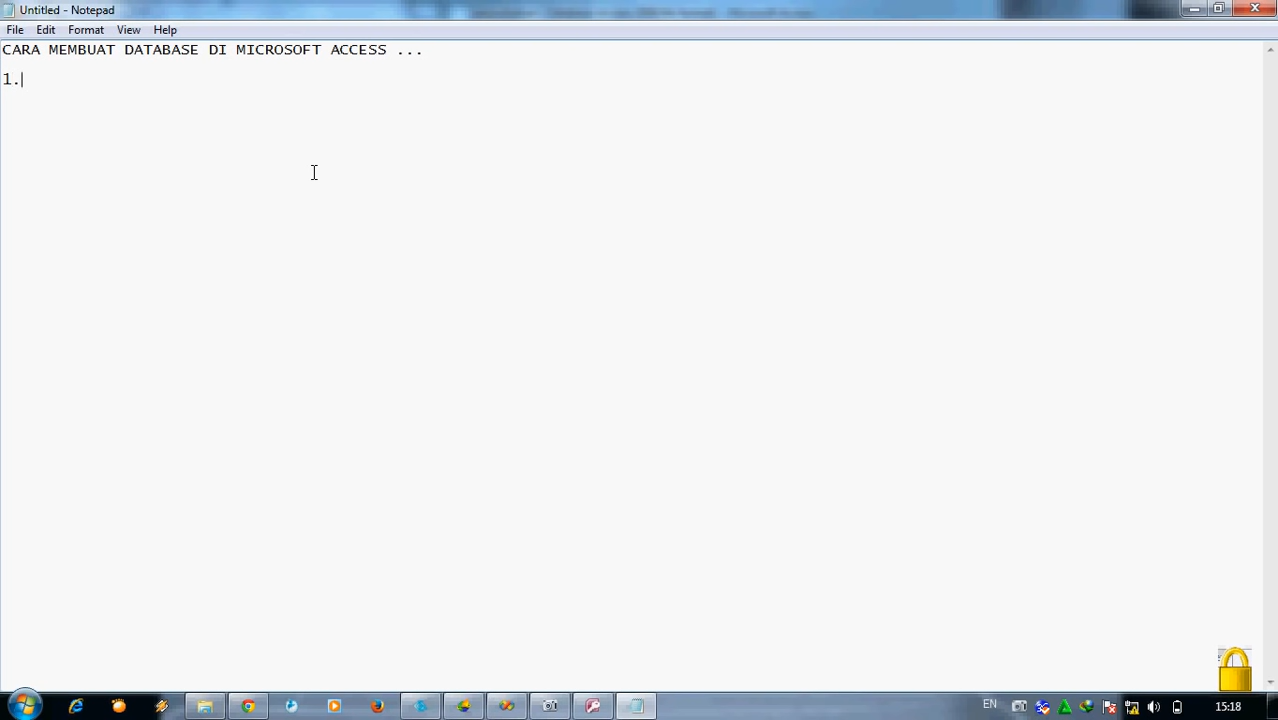 Untitled - Notepad
File Edit Format View Help
CARA MEMBUAT DATABASE DI MICROSOFT ACCESS ...
1.
EN 15:18